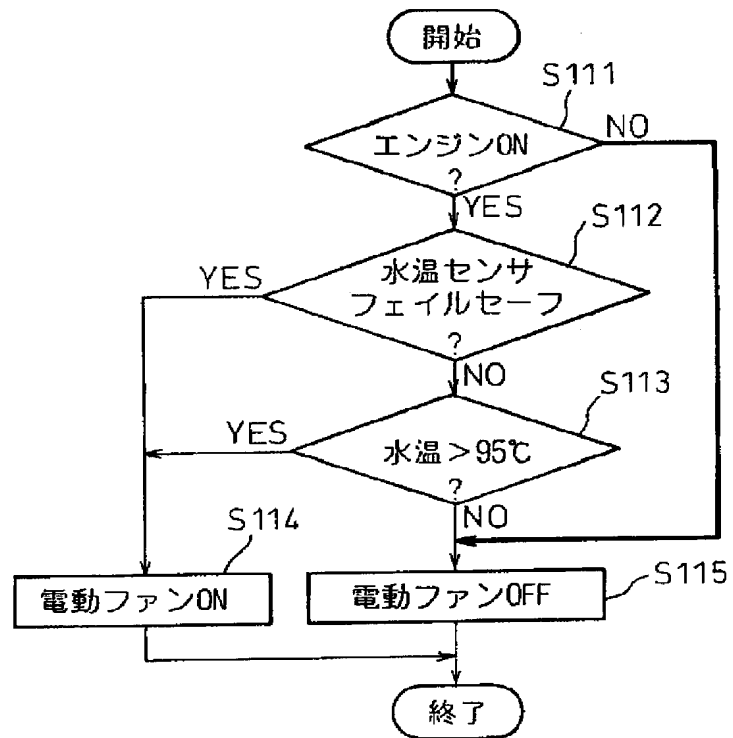 開始
S111
エンジンON
?
NO
YES
S112
水温センサ
フェイルセーフ
?
YES
NO
S113
水温>95℃
?
YES
NO
S114
電動ファンON
電動ファンOFF
S115
終了